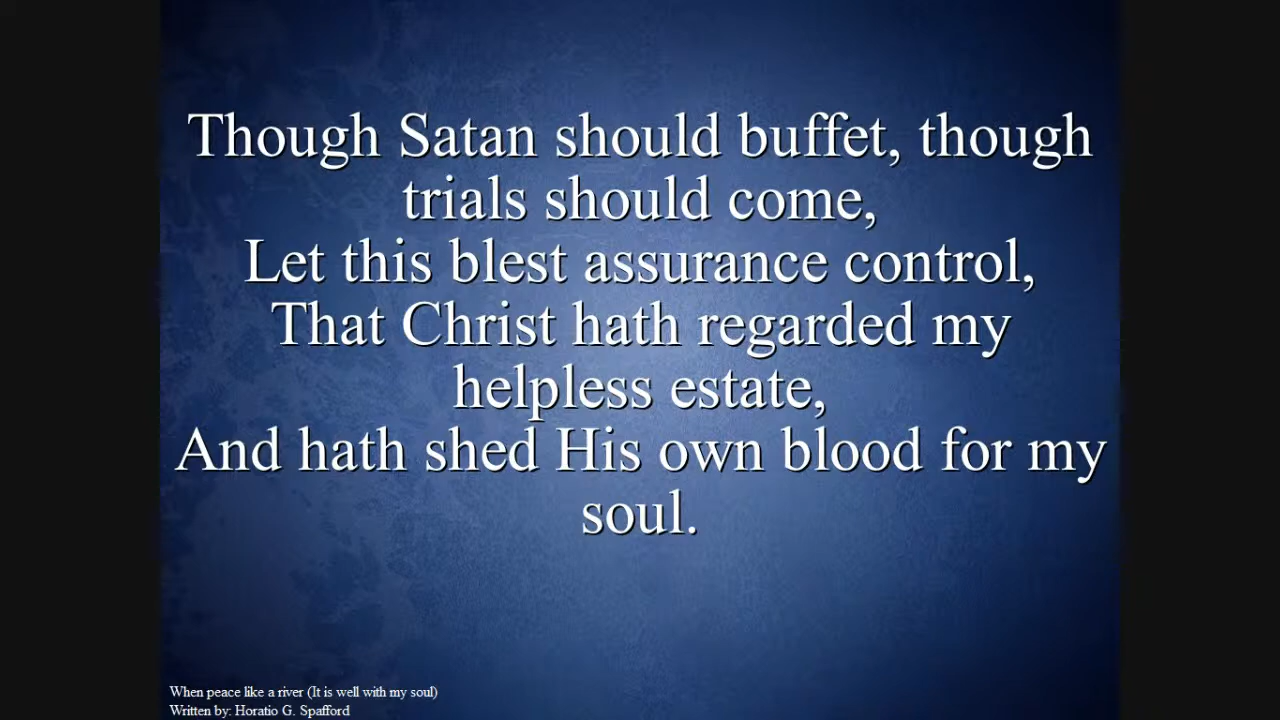 Though Satan should buffet, though
trials should come,
Let this blest assurance control,
That Christ hath regarded my
helpless estate,
And hath shed His own blood for my
soul.
When peace like a river (It is well with my soul)
Written by: Horatio G. Spafford